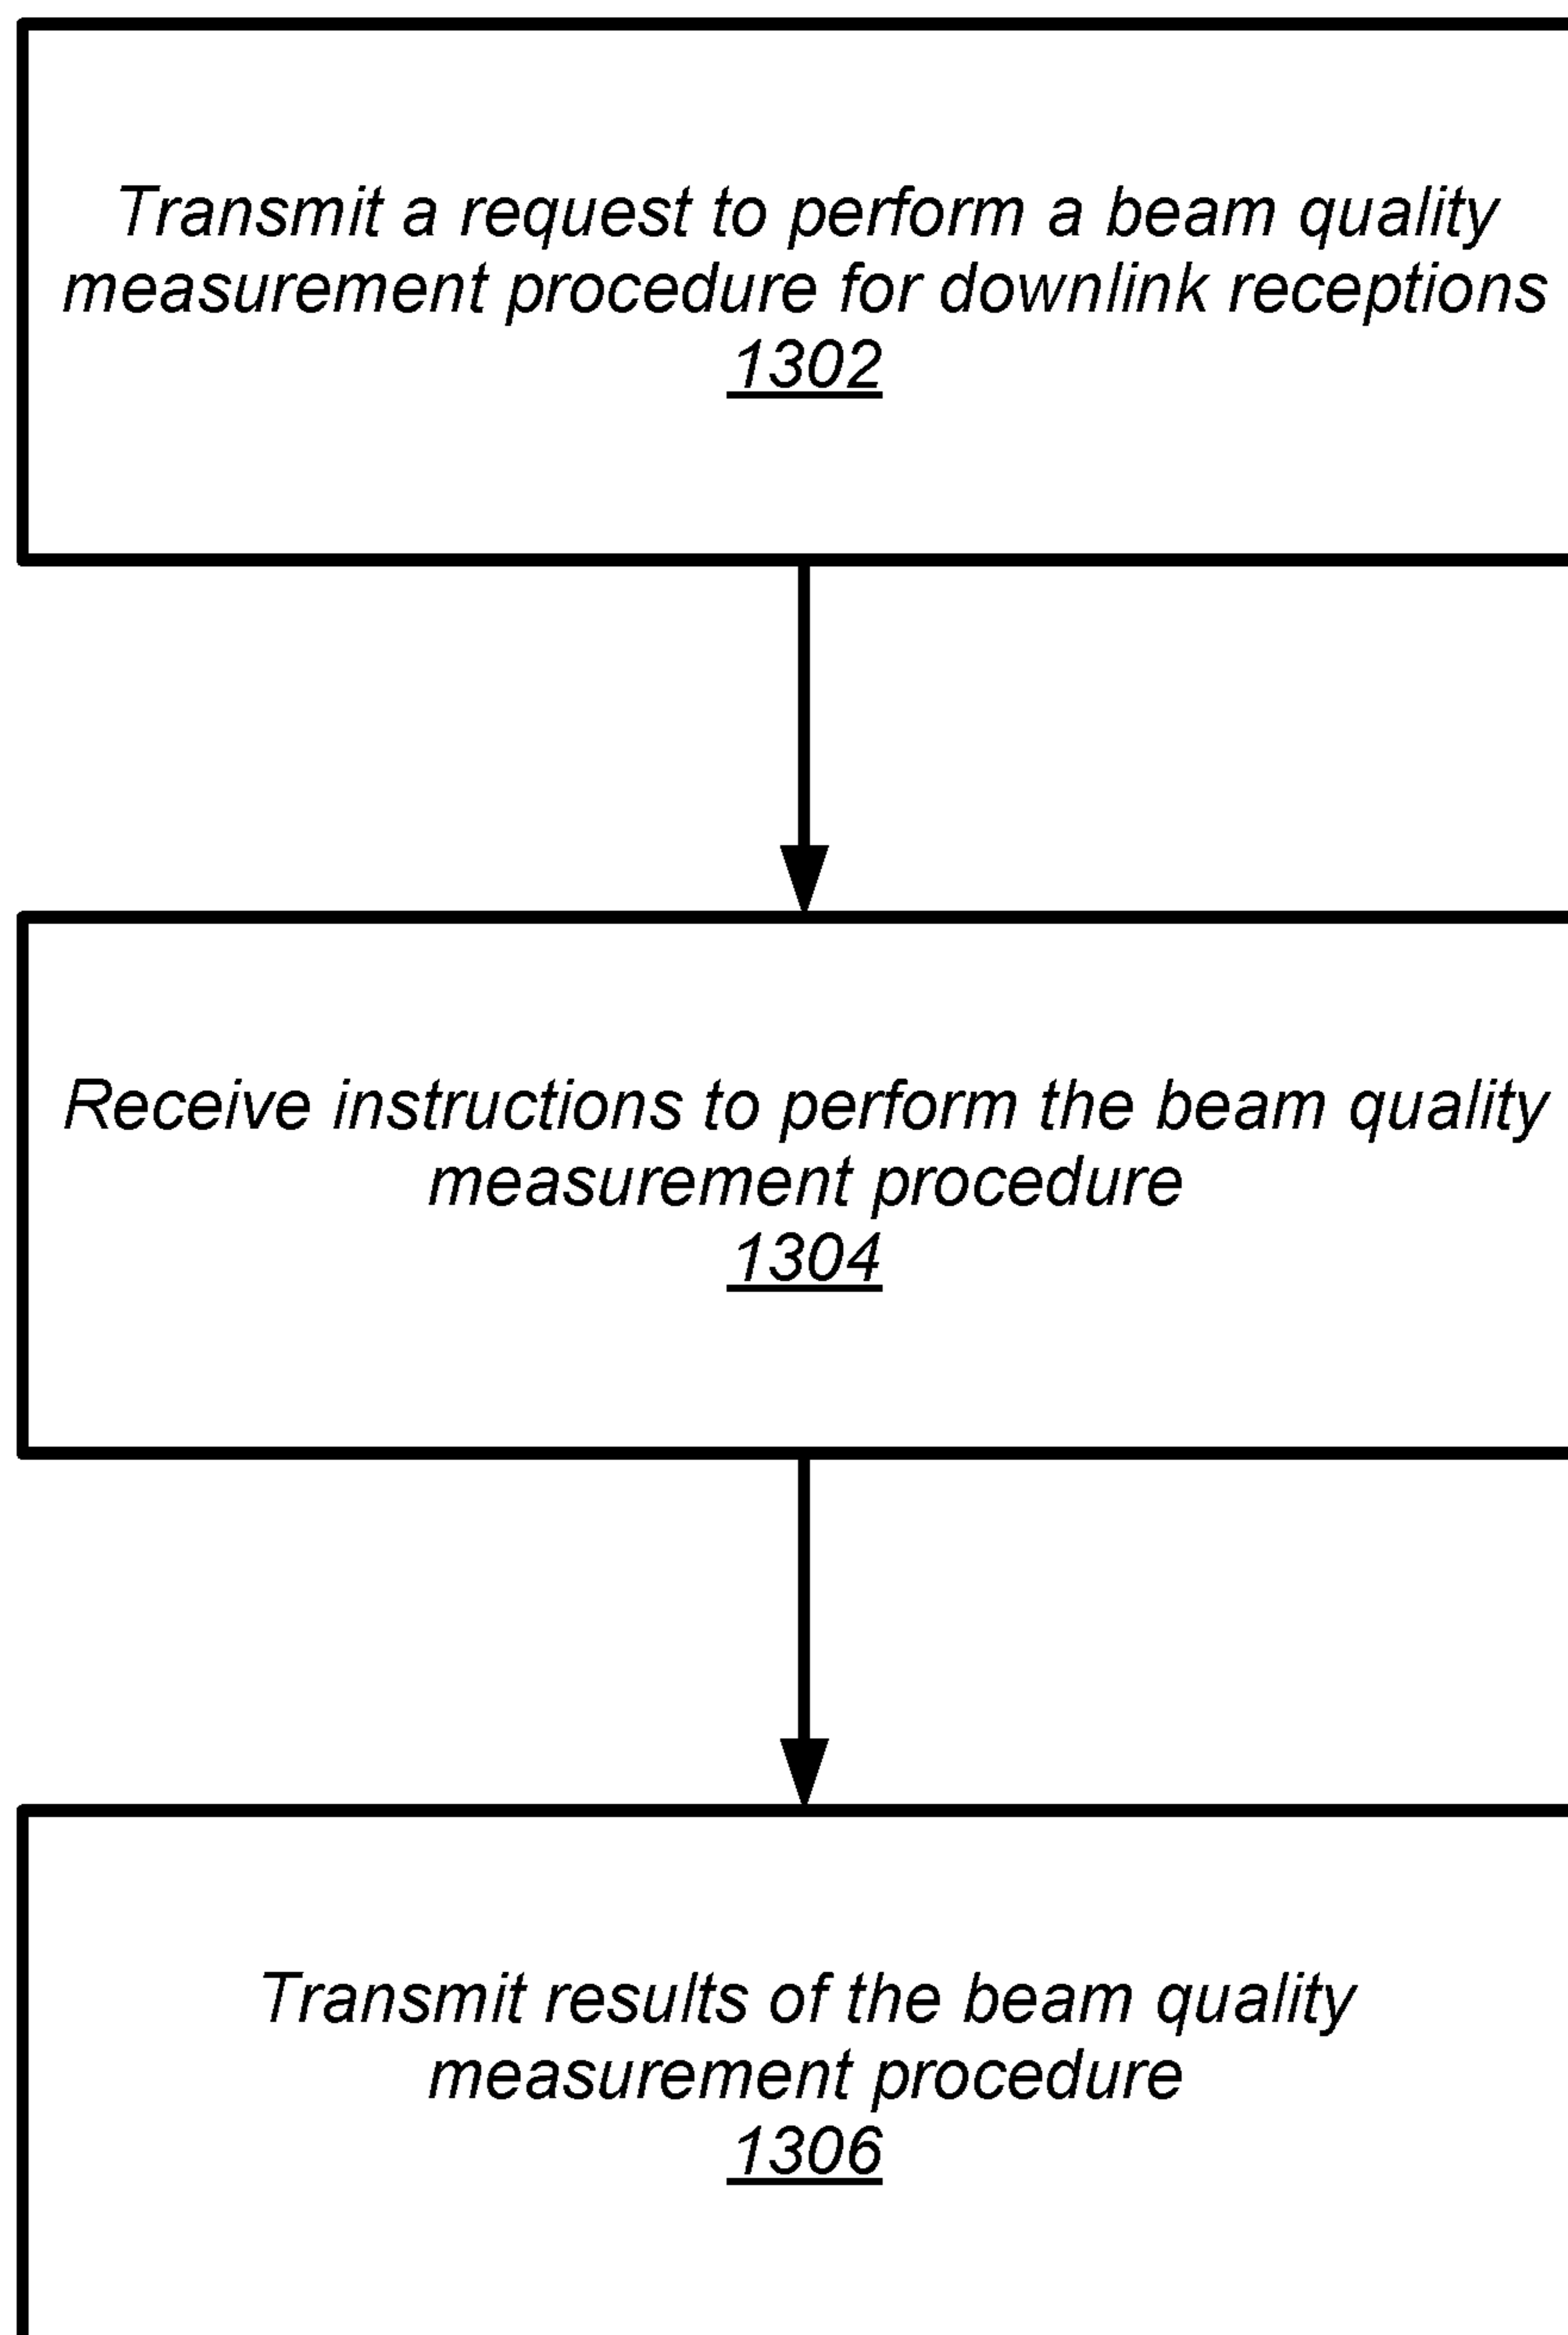 Transmit a request to perform a beam quality
measurement procedure for downlink receptions
1302
Receive instructions to perform the beam quality
measurement procedure
1304
Transmit results of the beam quality
measurement procedure
1306